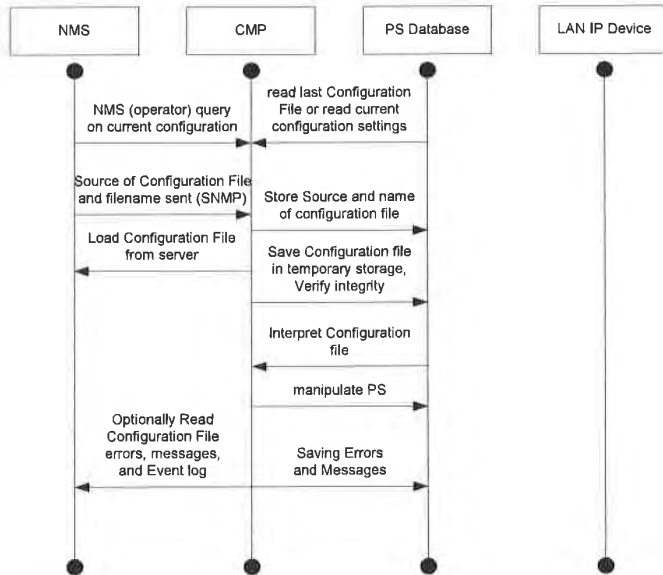 NMS
CMP
PS Database
LAN IP Device
NMS (operator) query
on current configuration
read last Configuration
File or read current
configuration settings
Source of Configuration File
and filename sent (SNMP)
Store Source and name
of configuration file
Load Configuration File
from server
Save Configuration file
in temporary storage,
Verify integrity
Interpret Configuration
file
manipulate PS
Optionally Read
Configuration File
errors, messages,
and Event log
Saving Errors
and Messages